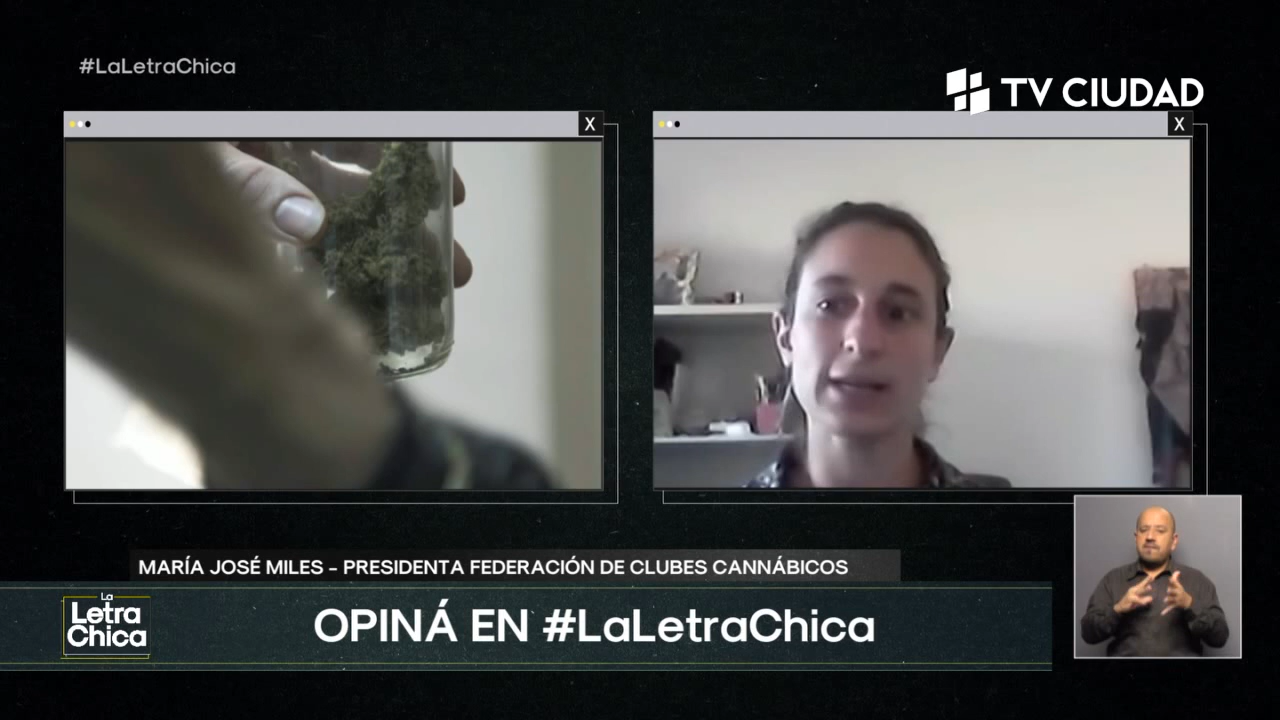 #LaLetraChica
TV CIUDAD
X
X
MARÍA JOSÉ MILES - PRESIDENTA FEDERACIÓN DE CLUBES CANNÁBICOS
La
Letra
Chica
OPINÁ EN #LaLetraChica